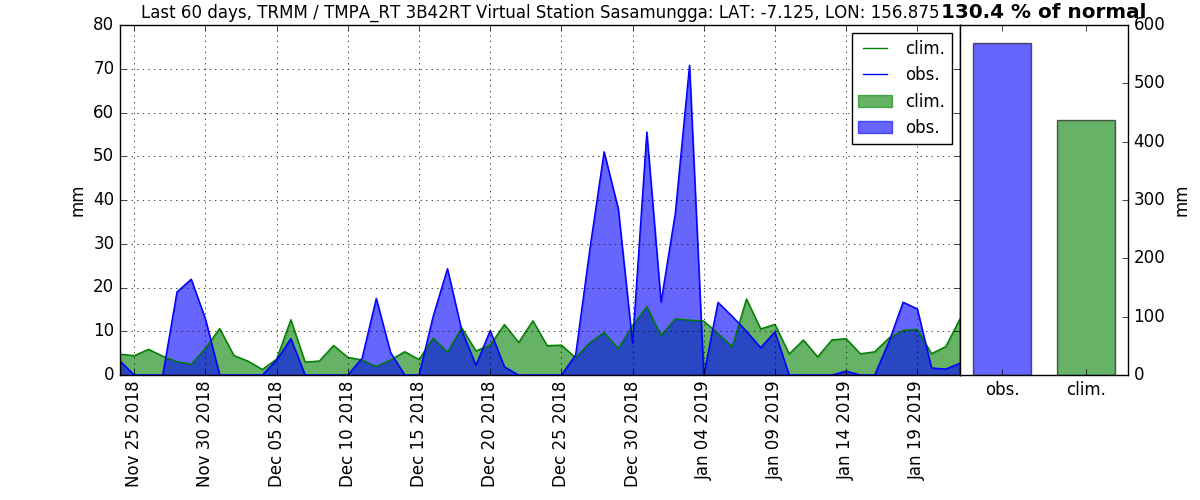 Last 60 days, TRMM / TMPA_RT 3B42RT Virtual Station Sasamungga: LAT: -7.125, LON: 156.875
130.4 % of normal
80
70
60
50
40
30
20
10
0
mm
clim.
obs.
clim.
obs.
Nov 25 2018
Nov 30 2018
Dec 05 2018
Dec 10 2018
Dec 15 2018
Dec 20 2018
Dec 25 2018
Dec 30 2018
Jan 04 2019
Jan 09 2019
Jan 14 2019
Jan 19 2019
600
500
400
300
200
100
0
mm
obs.
clim.